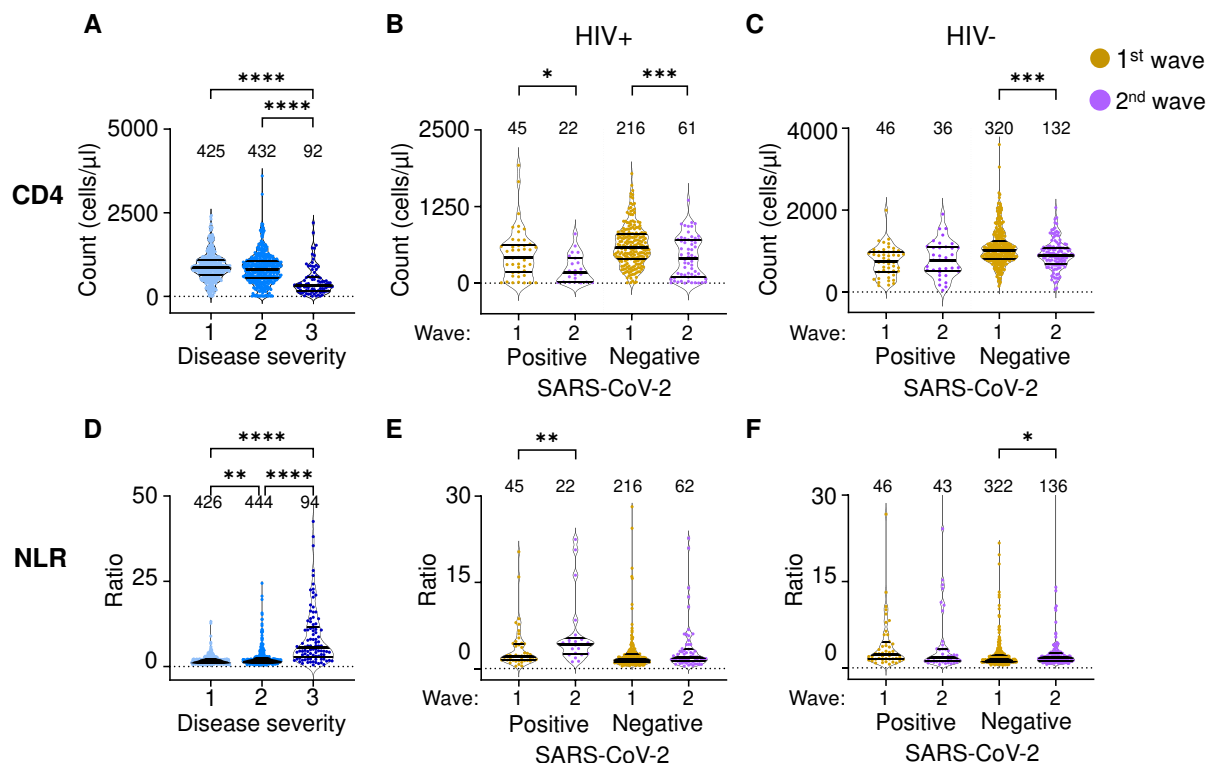 A
B
HIV+
C
HIV-
1st wave
2nd wave
****
****
*
***
***
CD4
Count (cells/µl)
5000
2500
0
425
432
92
1
2
3
Disease severity
Count (cells/µl)
2500
1250
0
45
22
216
61
Wave:
1
2
1
2
Positive
Negative
SARS-CoV-2
Count (cells/µl)
4000
2000
0
46
36
320
132
Wave:
1
2
1
2
Positive
Negative
SARS-CoV-2
D
E
F
****
**
****
**
*
NLR
Ratio
50
25
0
426
444
94
1
2
3
Disease severity
Ratio
30
15
0
45
22
216
62
Wave:
1
2
1
2
Positive
Negative
SARS-CoV-2
Ratio
30
15
0
46
43
322
136
Wave:
1
2
1
2
Positive
Negative
SARS-CoV-2